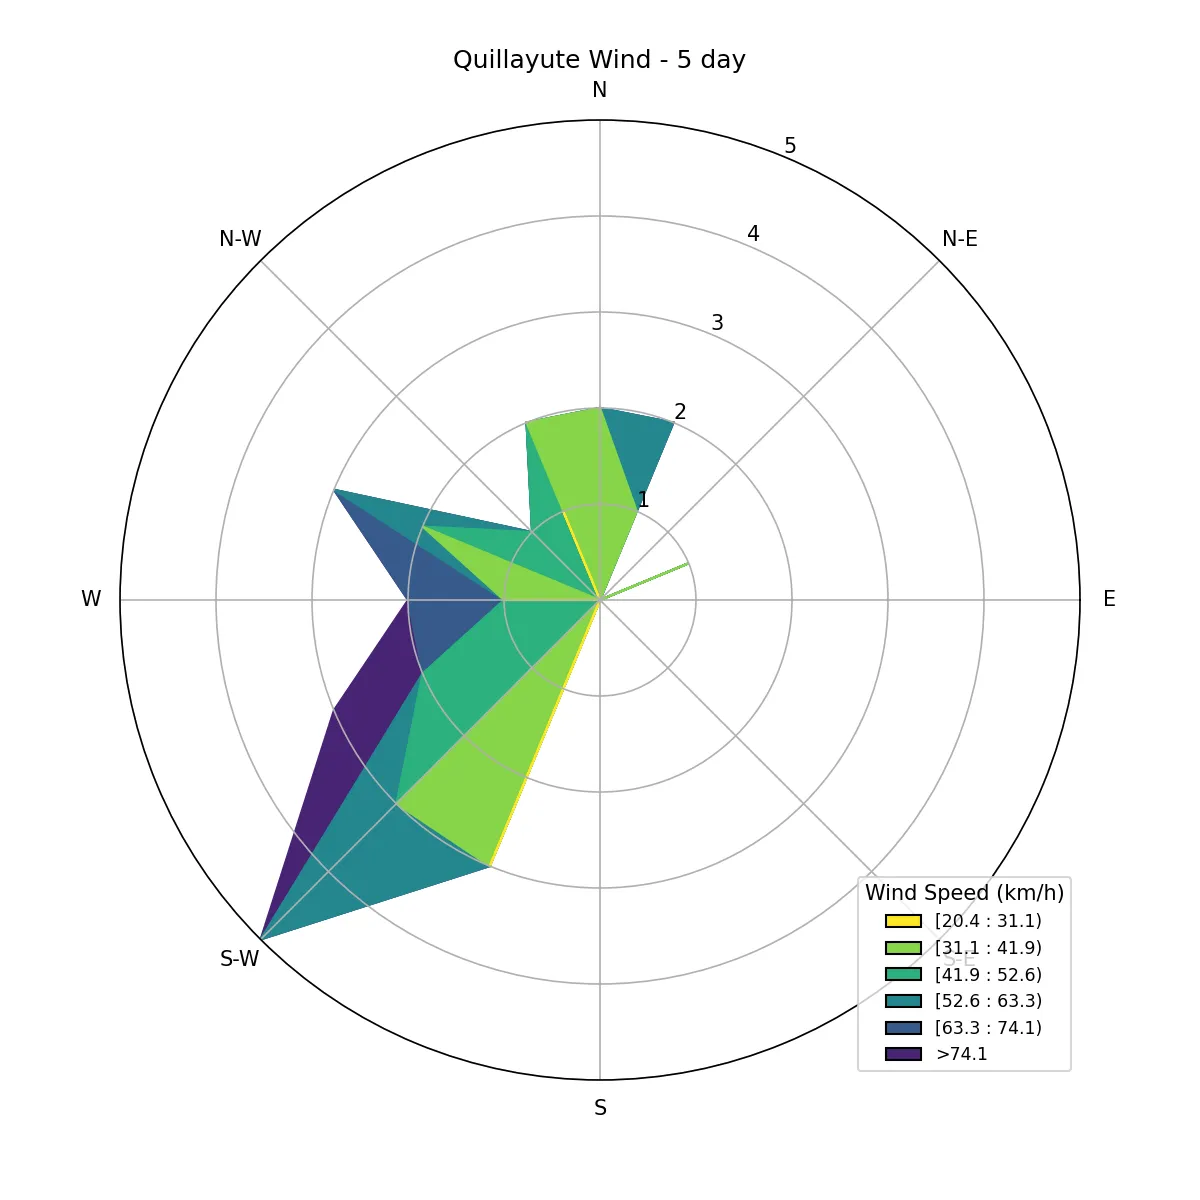 Quillayute Wind - 5 day
N
5
N-W
N-E
4
3
2
1
W
E
S-W
S-E
S
Wind Speed (km/h)
[20.4 : 31.1)
[31.1 : 41.9)
[41.9 : 52.6)
[52.6 : 63.3)
[63.3 : 74.1)
>74.1